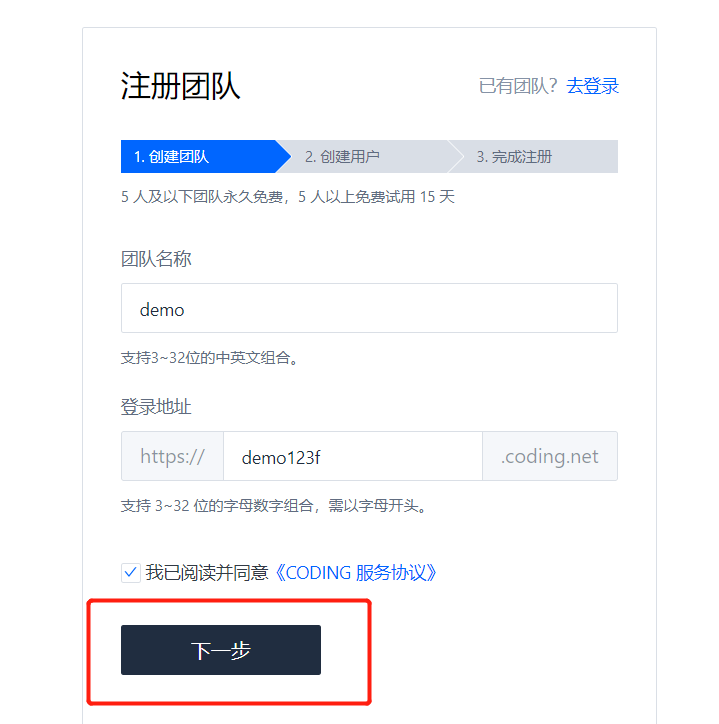 注册团队
已有团队？去登录
1. 创建团队
2. 创建用户
3. 完成注册
5 人及以下团队永久免费，5 人以上免费试用 15 天
团队名称
demo
支持3~32位的中英文组合。
登录地址
https:// demo123f .coding.net
支持 3~32 位的字母数字组合，需以字母开头。
我已阅读并同意《CODING 服务协议》
下一步